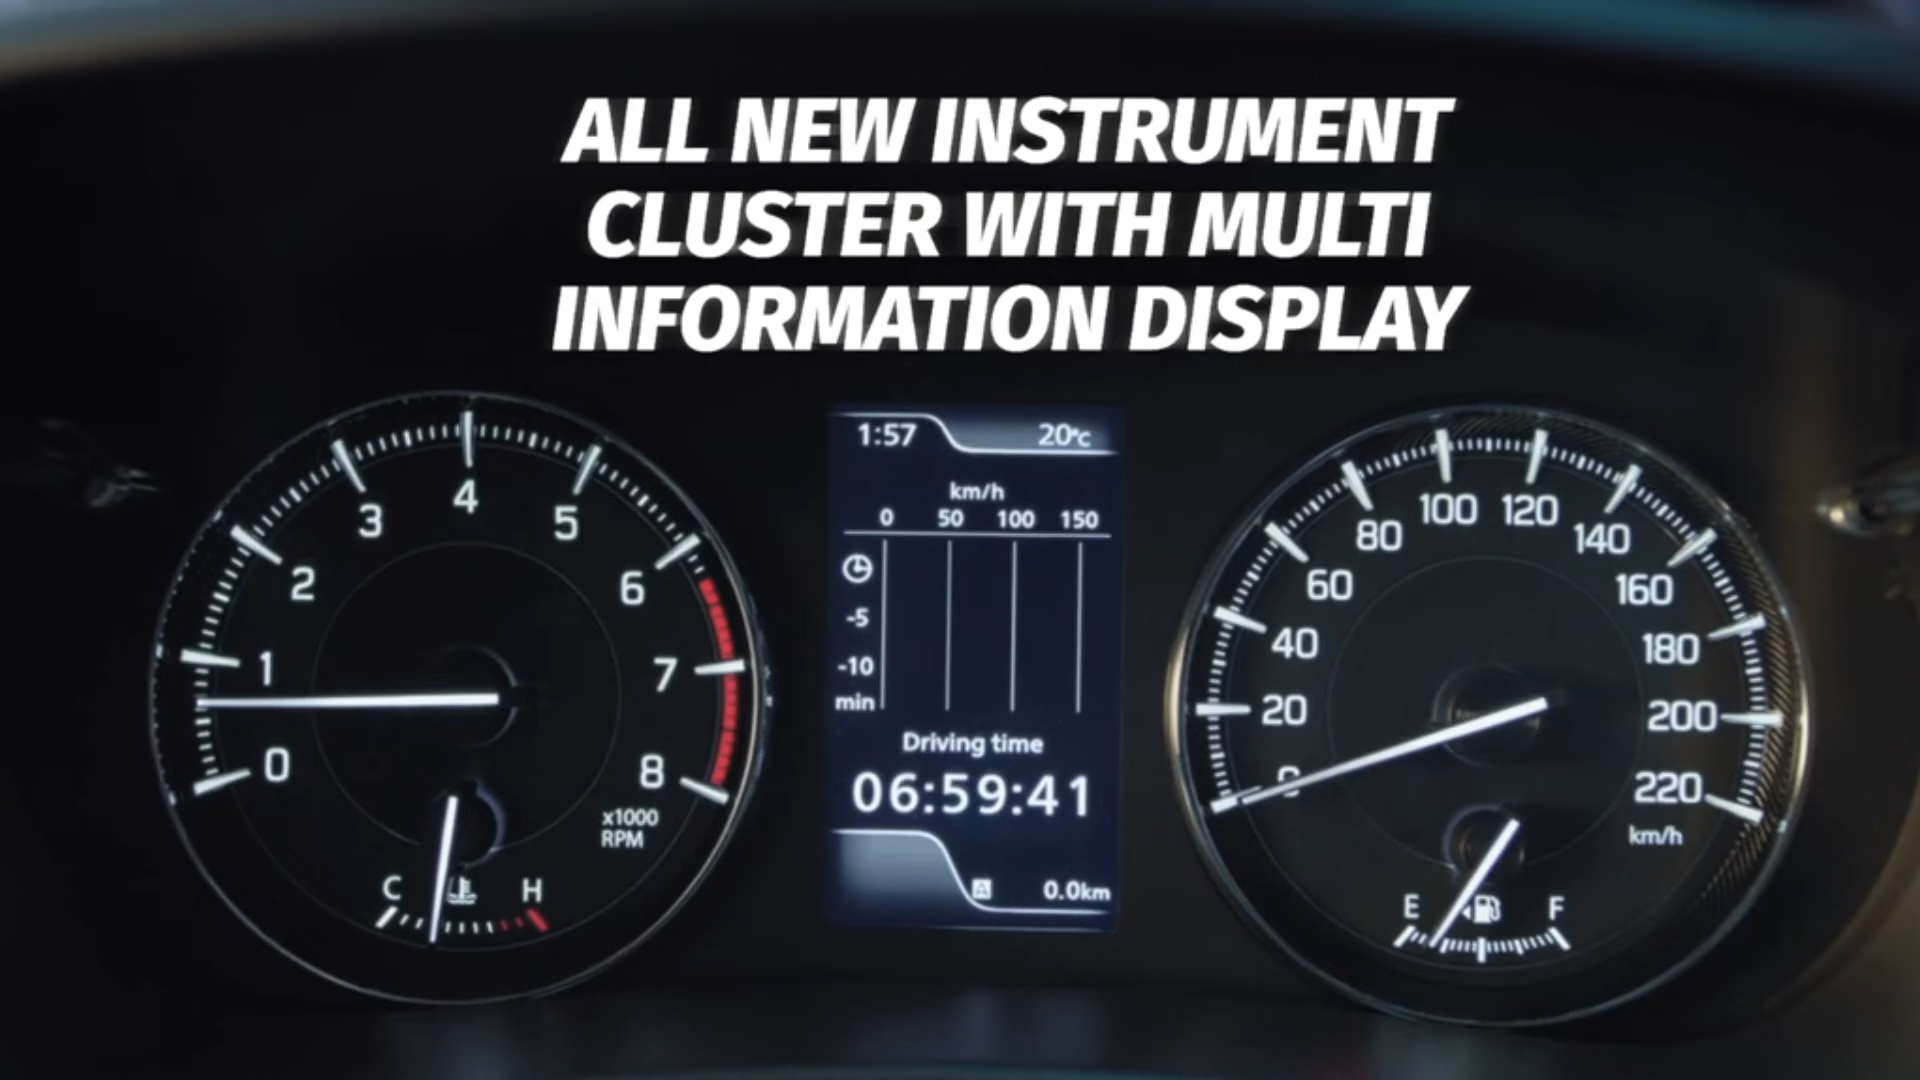 ALL NEW INSTRUMENT
CLUSTER WITH MULTI
INFORMATION DISPLAY
0
1
2
3
4
5
6
7
8
x1000
RPM
C H
1:57 20°C
km/h
0 50 100 150
-5
-10
min
Driving time
06:59:41
A 0.0km
0
20
40
60
80
100
120
140
160
180
200
220
km/h
E F